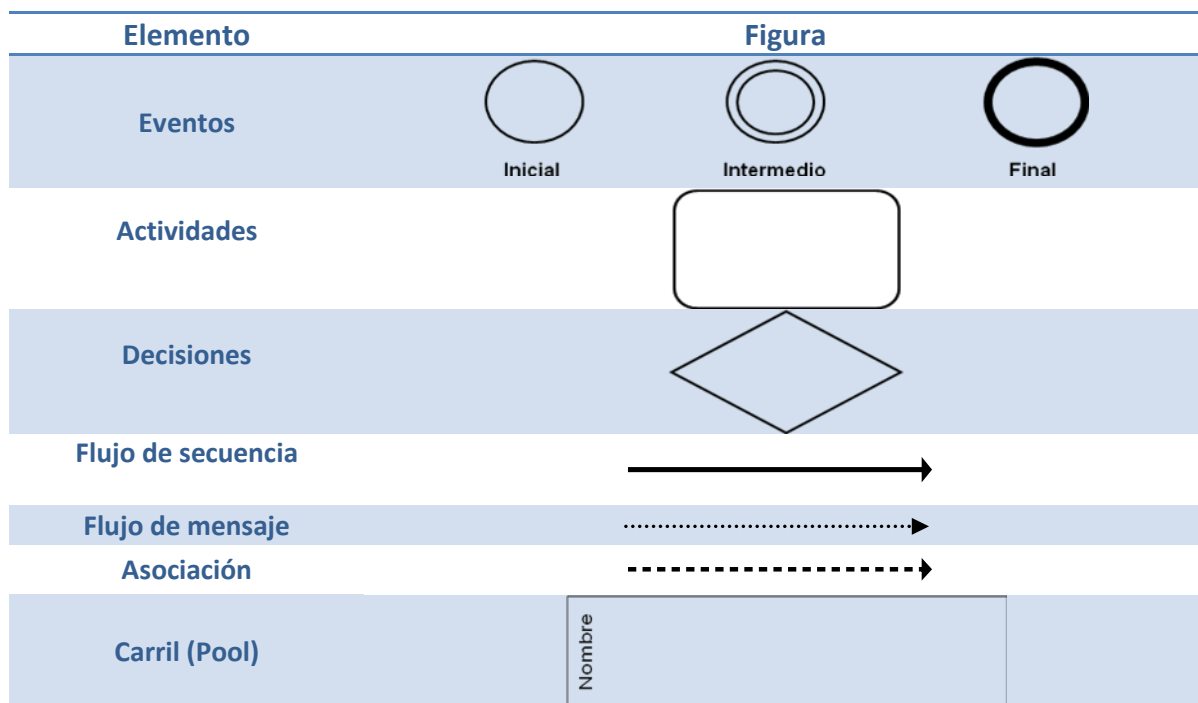 Elemento Figura
Eventos
Inicial Intermedio Final
Actividades
Decisiones
Flujo de secuencia
Flujo de mensaje
Asociación
Carril (Pool)
Nombre